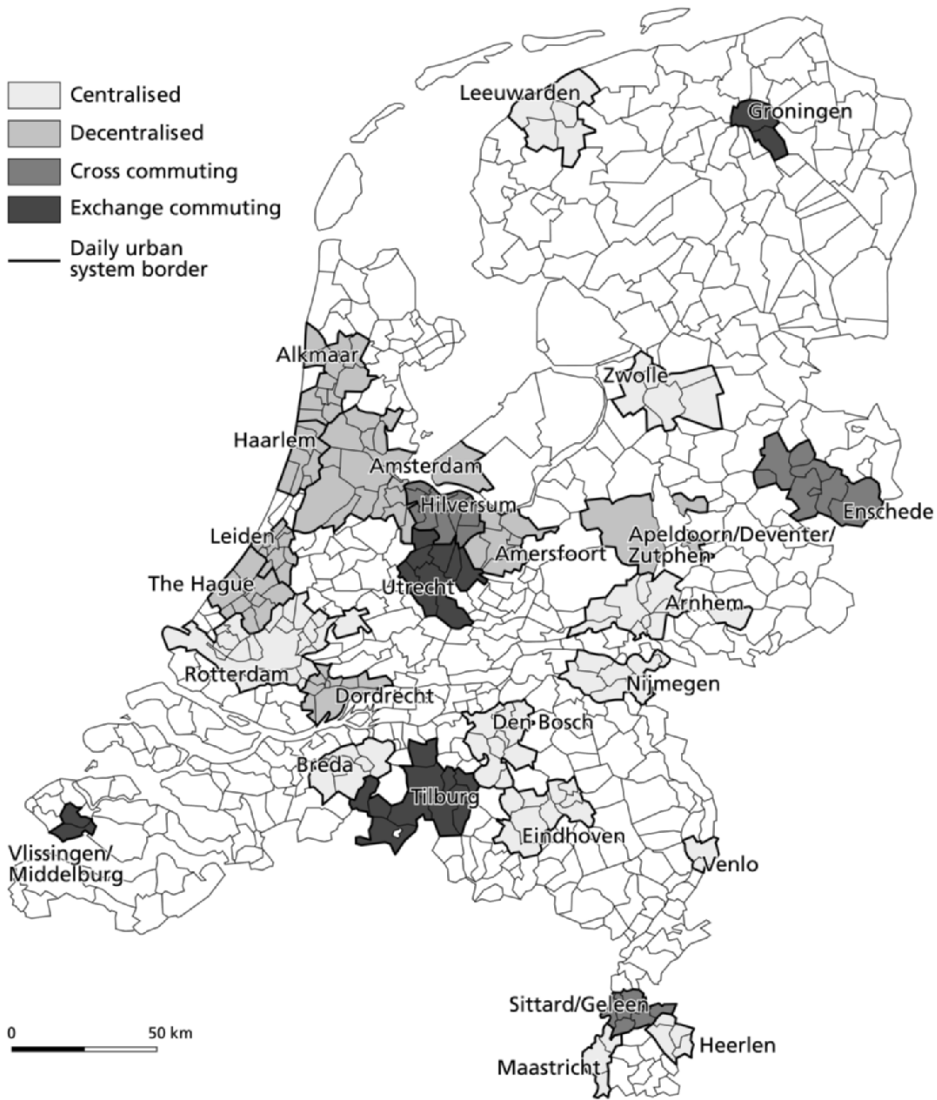 Centralised
Decentralised
Cross commuting
Exchange commuting
Daily urban
system border
Leeuwarden
Groningen
Alkmaar
Zwolle
Haarlem
Amsterdam
Hilversum
Enschede
Leiden
Amersfoort
Apeldoorn/Deventer/
Zutphen
The Hague
Utrecht
Arnhem
Rotterdam
Nijmegen
Dordrecht
Den Bosch
Breda
Tilburg
Eindhoven
Vlissingen/
Middelburg
Venlo
Sittard/Geleen
Heerlen
Maastricht
0 50 km